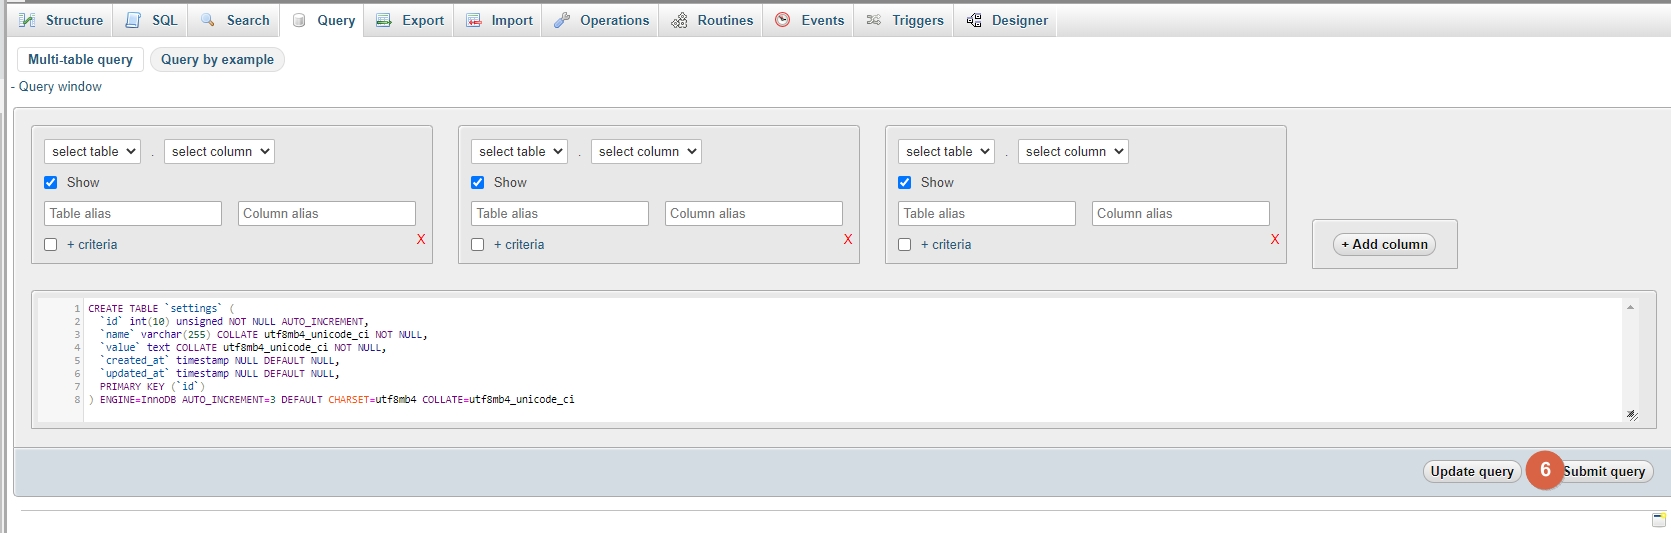 Structure SQL Search Query Export Import Operations Routines Events Triggers Designer
Multi-table query Query by example
- Query window
select table . select column select table . select column select table . select column
Show Show Show
Table alias Column alias Table alias Column alias Table alias Column alias
+ criteria X + criteria X + criteria X + Add column
1 CREATE TABLE `settings` (
2 `id` int(10) unsigned NOT NULL AUTO_INCREMENT,
3 `name` varchar(255) COLLATE utf8mb4_unicode_ci NOT NULL,
4 `value` text COLLATE utf8mb4_unicode_ci NOT NULL,
5 `created_at` timestamp NULL DEFAULT NULL,
6 `updated_at` timestamp NULL DEFAULT NULL,
7 PRIMARY KEY (`id`)
8 ) ENGINE=InnoDB AUTO_INCREMENT=3 DEFAULT CHARSET=utf8mb4 COLLATE=utf8mb4_unicode_ci
Update query 6 Submit query